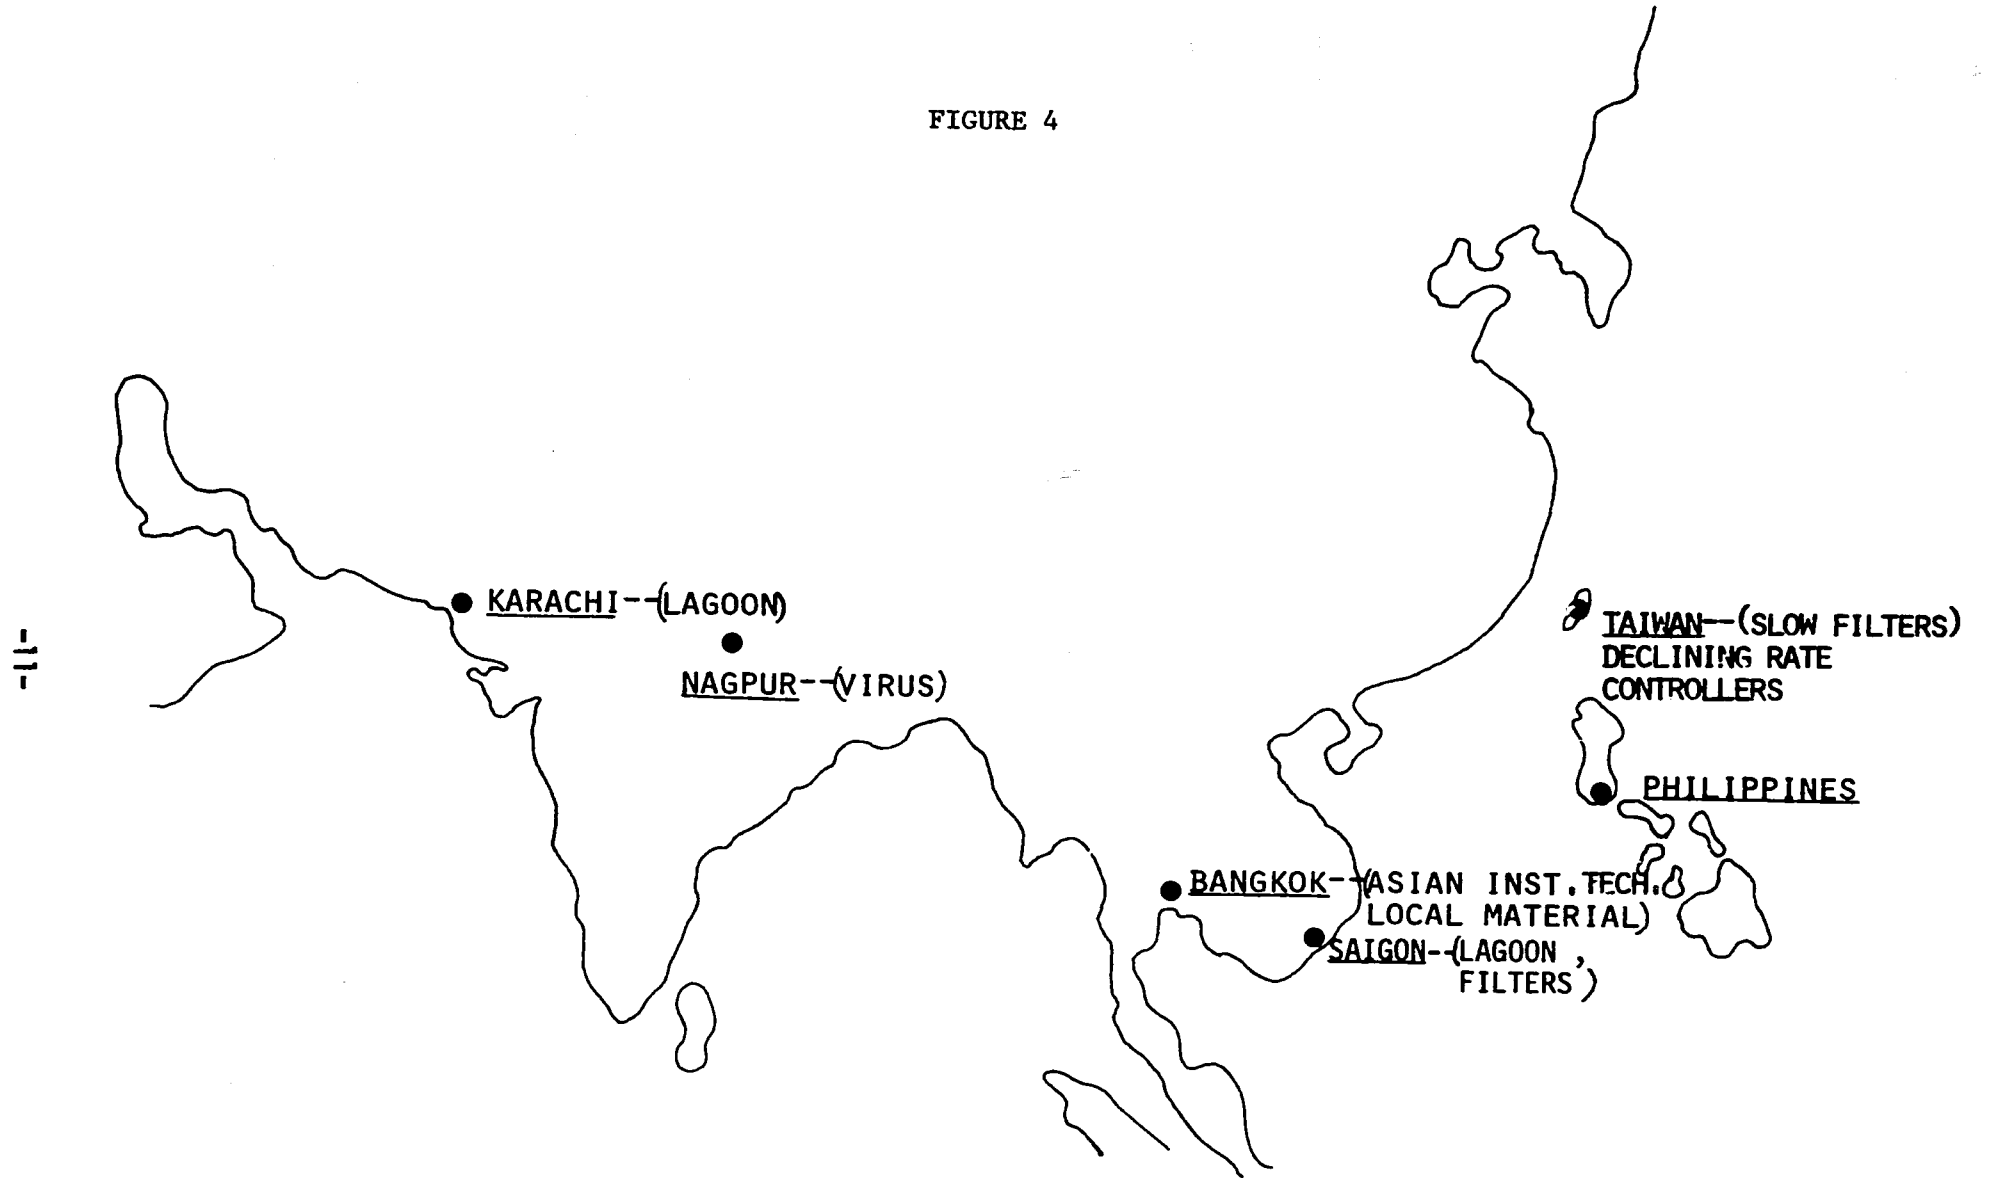 FIGURE 4
KARACHI--(LAGOON)
NAGPUR--(VIRUS)
TAIWAN--(SLOW FILTERS)
DECLINING RATE
CONTROLLERS
PHILIPPINES
BANGKOK--(ASIAN INST.TECH.
LOCAL MATERIAL)
SAIGON--(LAGOON,
FILTERS)
-11-